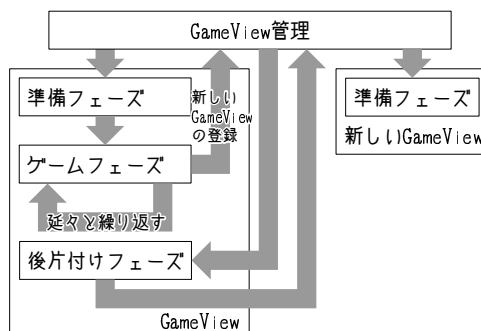 GameView管理
準備フェーズ
新しい
GameView
の登録
ゲームフェーズ
延々と繰り返す
後片付けフェーズ
GameView
準備フェーズ
新しいGameView